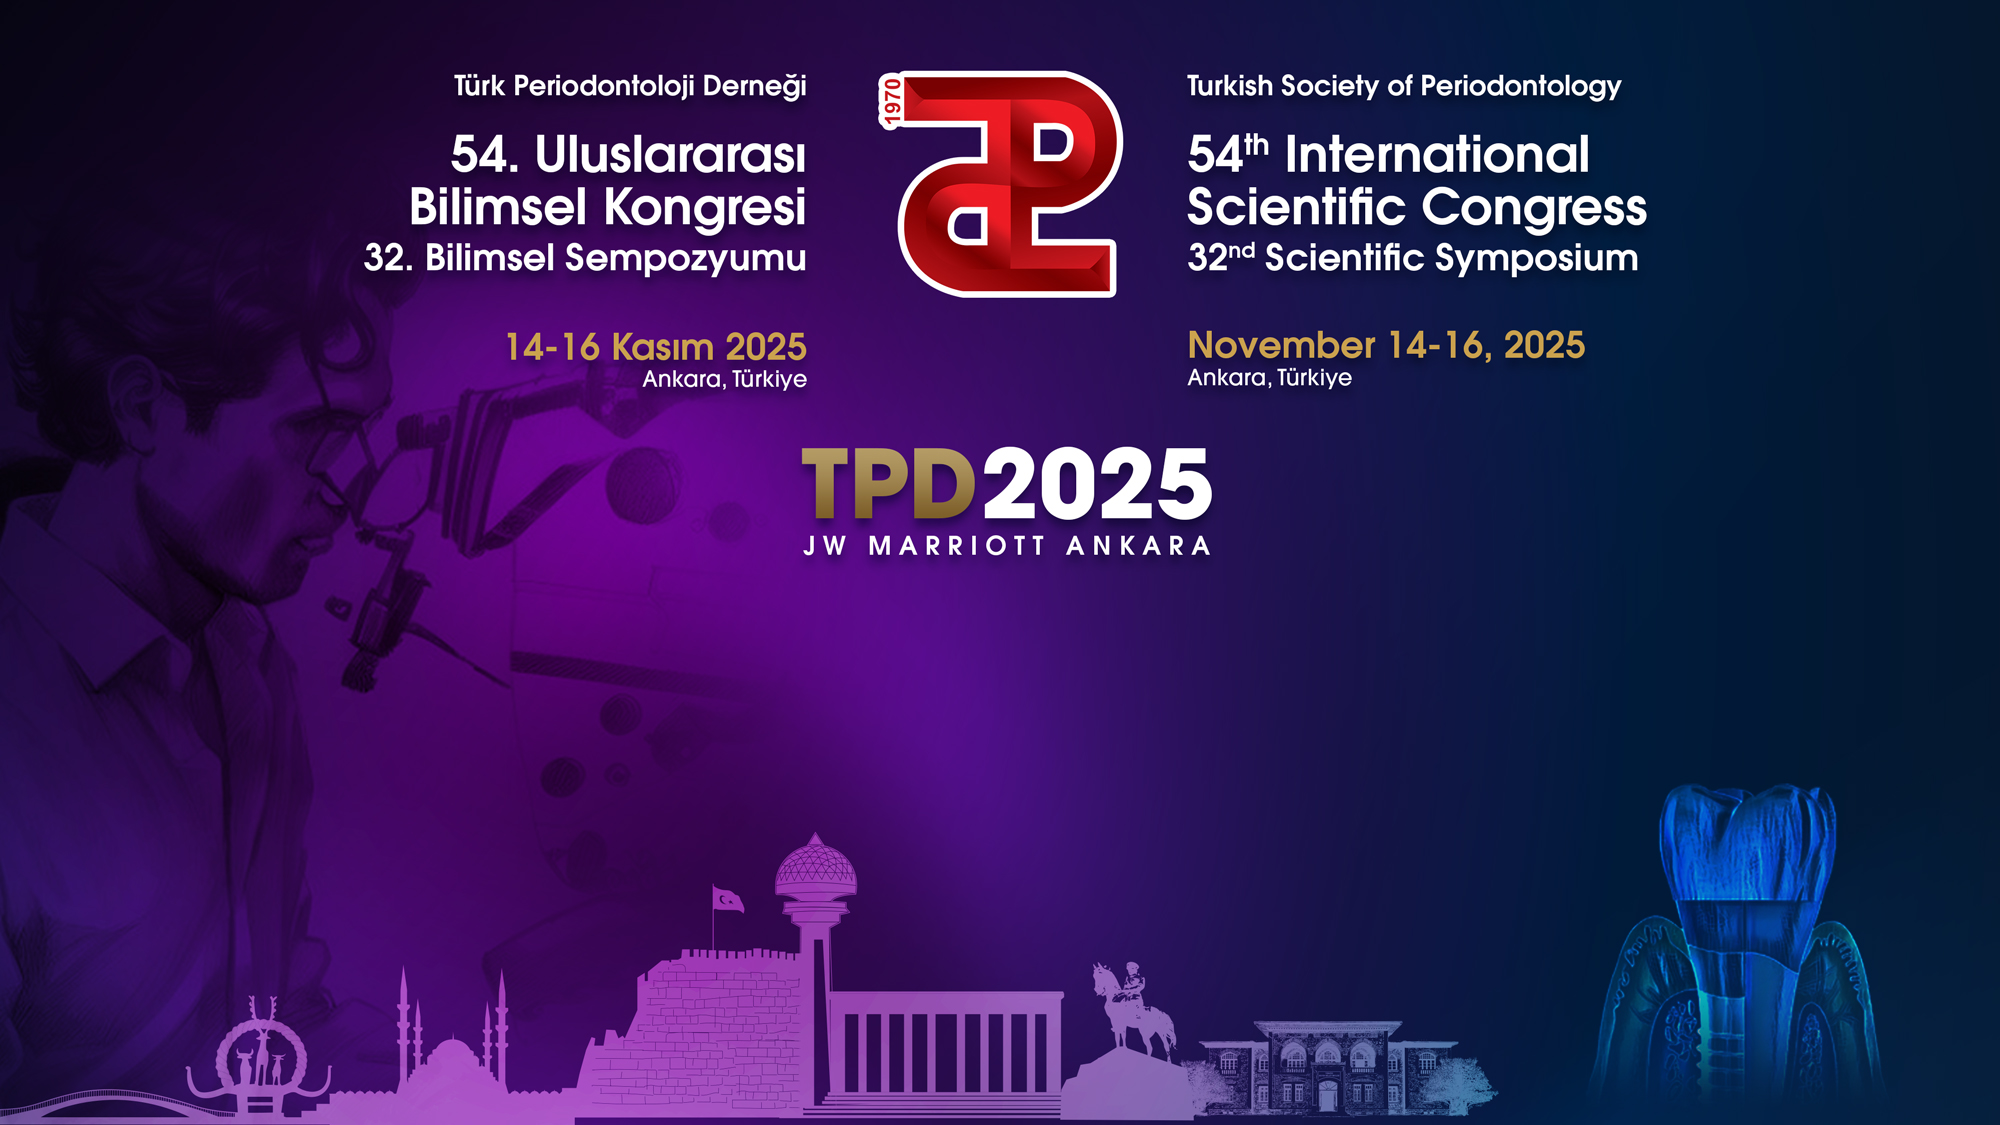 Türk Periodontoloji Derneği
54. Uluslararası
Bilimsel Kongresi
32. Bilimsel Sempozyumu
14-16 Kasım 2025
Ankara, Türkiye
1970
Turkish Society of Periodontology
54th International
Scientific Congress
32nd Scientific Symposium
November 14-16, 2025
Ankara, Türkiye
TPD2025
JW MARRIOTT ANKARA